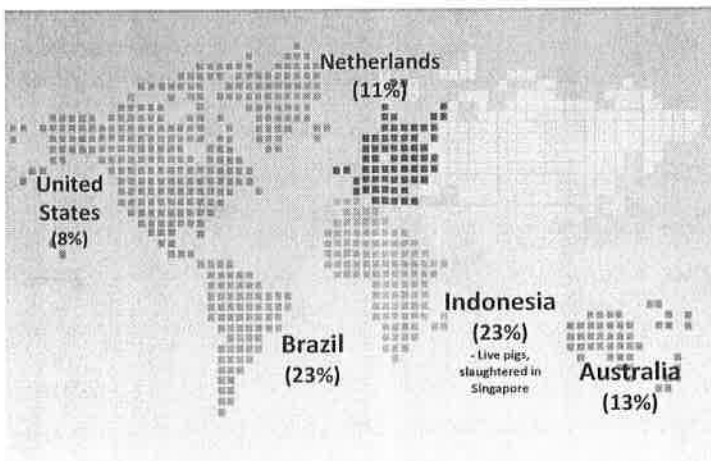 Netherlands
(11%)
United
States
(8%)
Indonesia
(23%)
- Live pigs,
slaughtered in
Singapore
Brazil
(23%)
Australia
(13%)